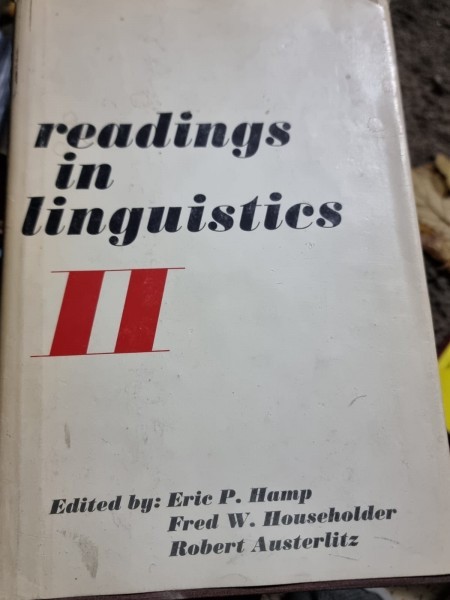 readings
in
linguistics
II
Edited by: Eric P. Hamp
Fred W. Householder
Robert Austerlitz